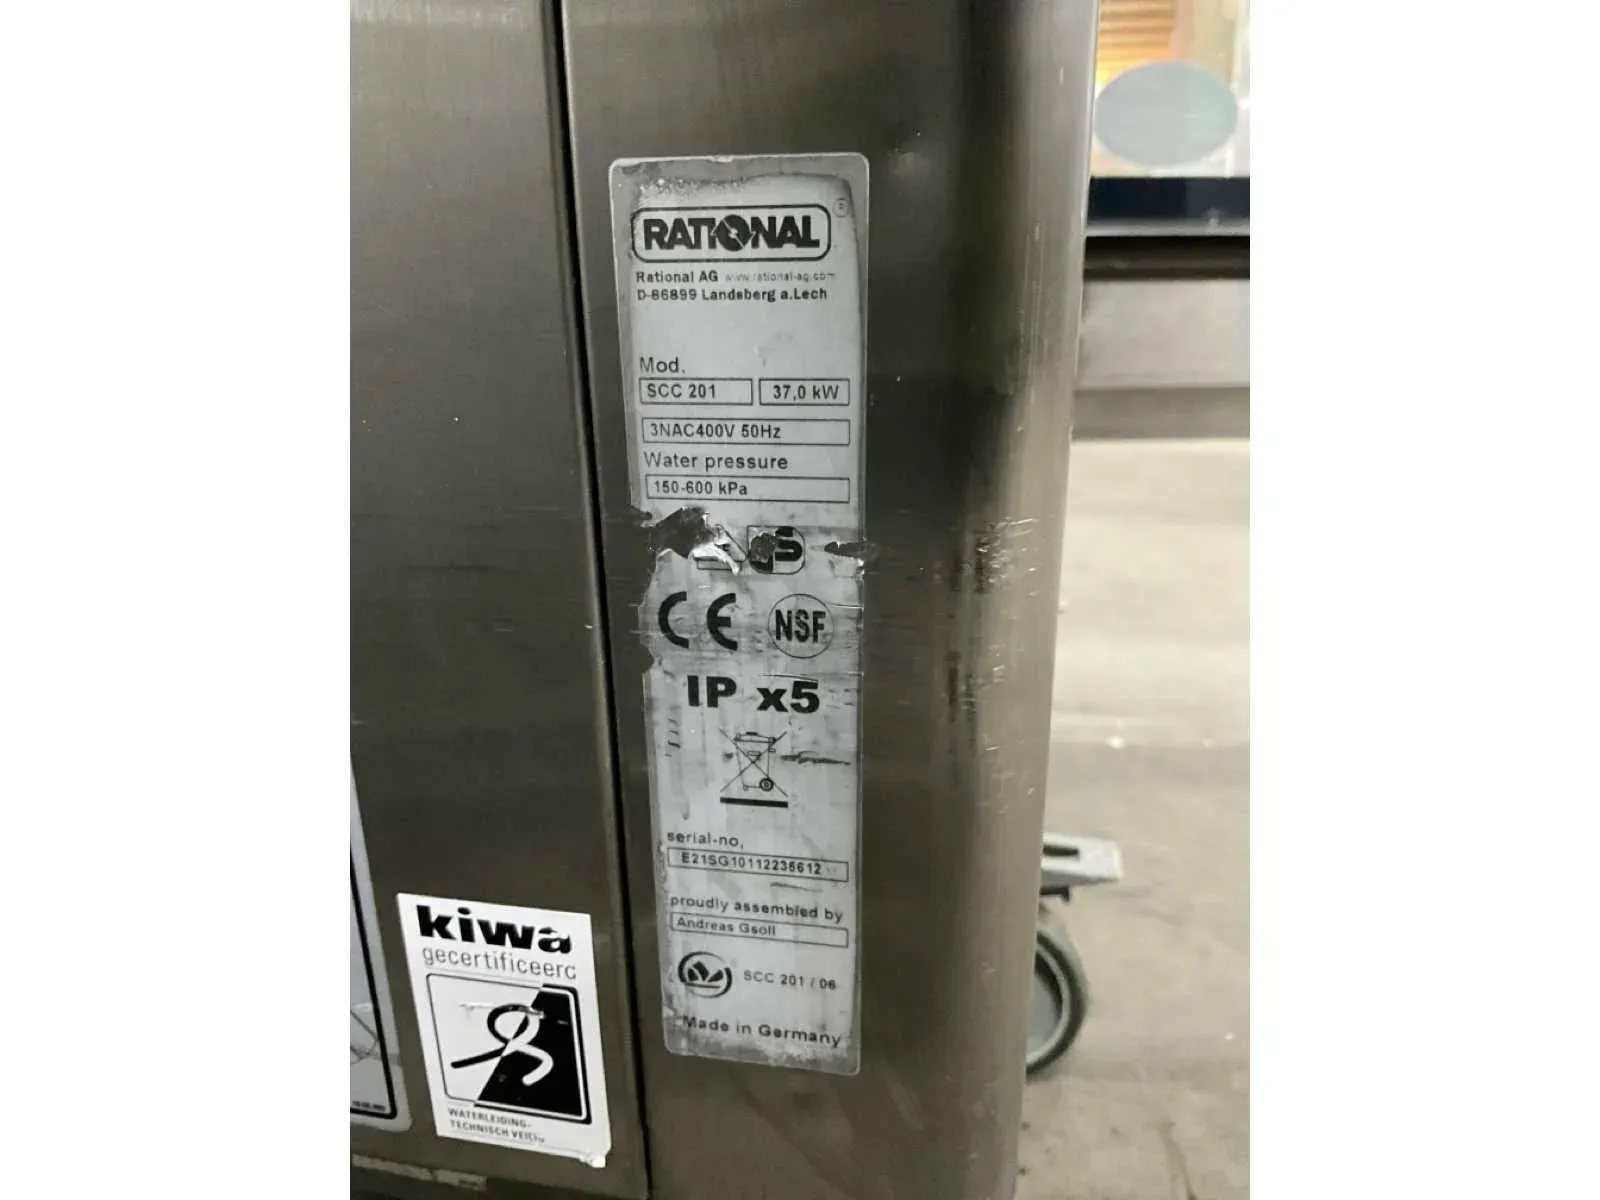 RATIONAL ®
Rational AG www.rational-ag.com
D-86899 Landsberg a.Lech
Mod.
SCC 201 37,0 kW
3NAC400V 50Hz
Water pressure
150-600 kPa
CE NSF
IP x5
serial-no,
E21SG10112235612
proudly assembled by
Andreas Gsoll
SCC 201 / 06
Made in Germany
kiwa
gecertificeerd
WATERLEIDING-
TECHNISCH